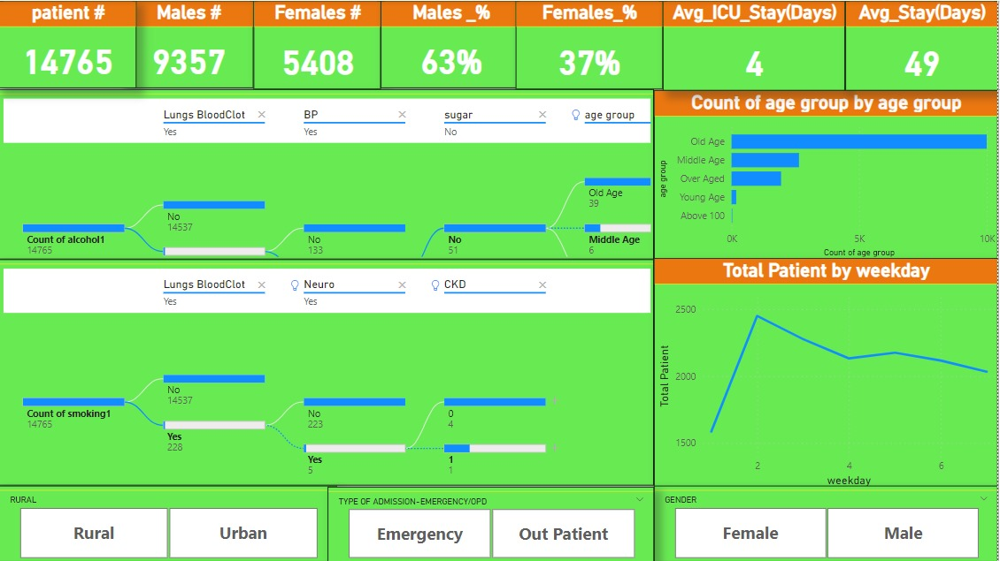 patient #
Males #
Females #
Males _%
Females_%
Avg_ICU_Stay(Days)
Avg_Stay(Days)
14765
9357
5408
63%
37%
4
49
Lungs BloodClot
Yes
BP
Yes
sugar
No
age group
Count of alcohol1
14765
No
14537
No
133
No
51
Old Age
39
Middle Age
6
Count of age group by age group
age group
Old Age
Middle Age
Over Aged
Young Age
Above 100
0K
5K
10K
Count of age group
Lungs BloodClot
Yes
Neuro
Yes
CKD
Count of smoking1
14765
No
14537
Yes
228
No
223
Yes
5
0
4
1
1
Total Patient by weekday
Total Patient
2500
2000
1500
2
4
6
weekday
RURAL
Rural
Urban
TYPE OF ADMISSION-EMERGENCY/OPD
Emergency
Out Patient
GENDER
Female
Male